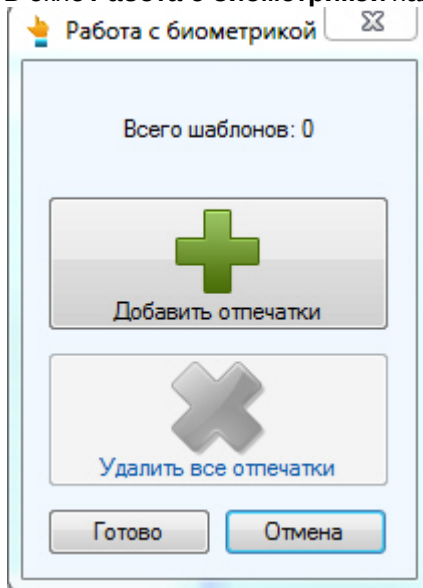 Работа с биометрикой
Всего шаблонов: 0
Добавить отпечатки
Удалить все отпечатки
Готово
Отмена